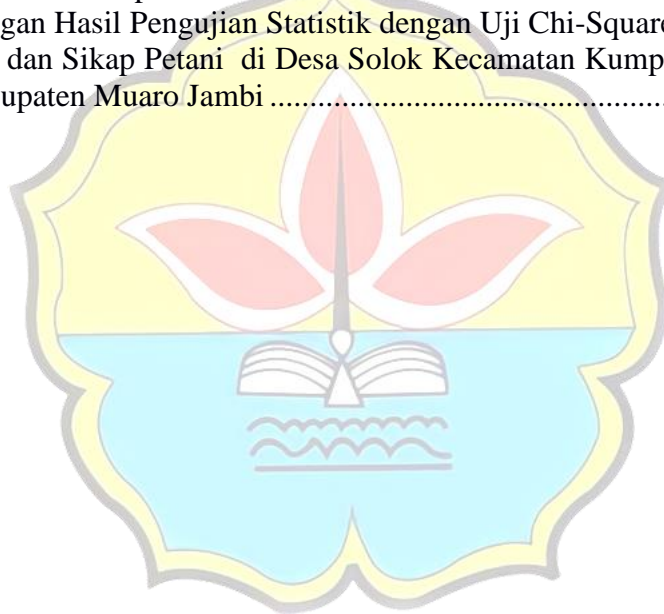 gan Hasil Pengujian Statistik dengan Uji Chi-Square
dan Sikap Petani di Desa Solok Kecamatan Kump
upaten Muaro Jambi ............................................